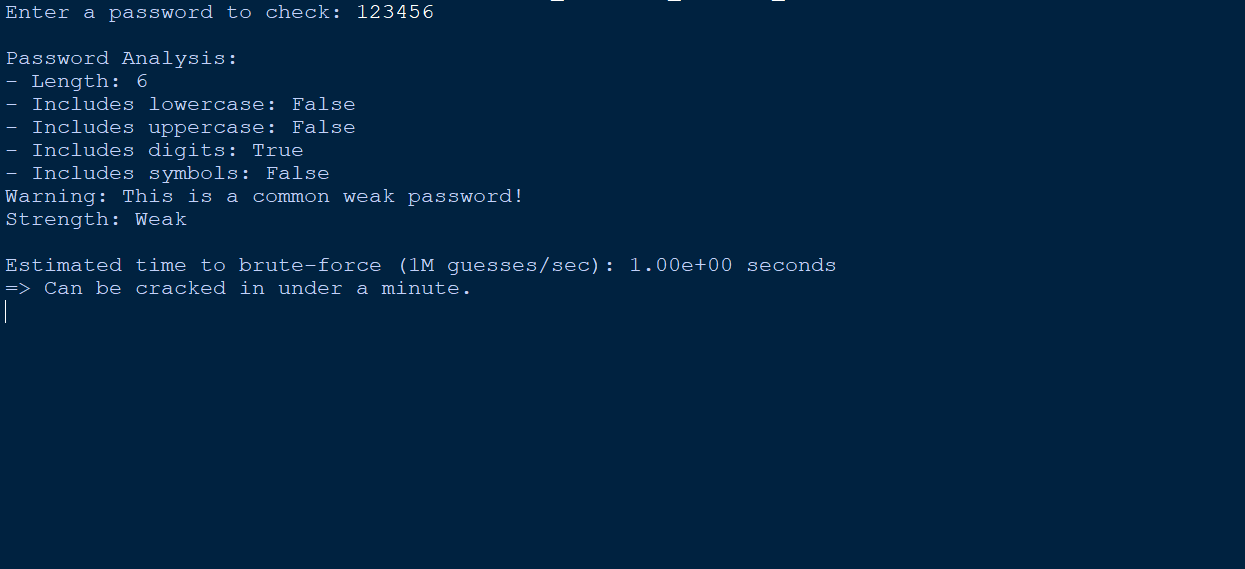 Enter a password to check: 123456
Password Analysis:
- Length: 6
- Includes lowercase: False
- Includes uppercase: False
- Includes digits: True
- Includes symbols: False
Warning: This is a common weak password!
Strength: Weak
Estimated time to brute-force (1M guesses/sec): 1.00e+00 seconds
=> Can be cracked in under a minute.